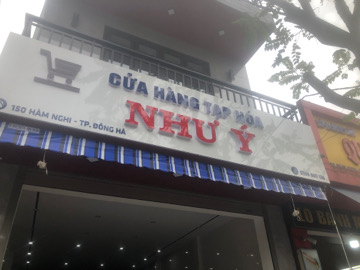 CỬA HÀNG TẠP HÓA
NHƯ Ý
150 HÀM NGHI - TP. ĐÔNG HÀ